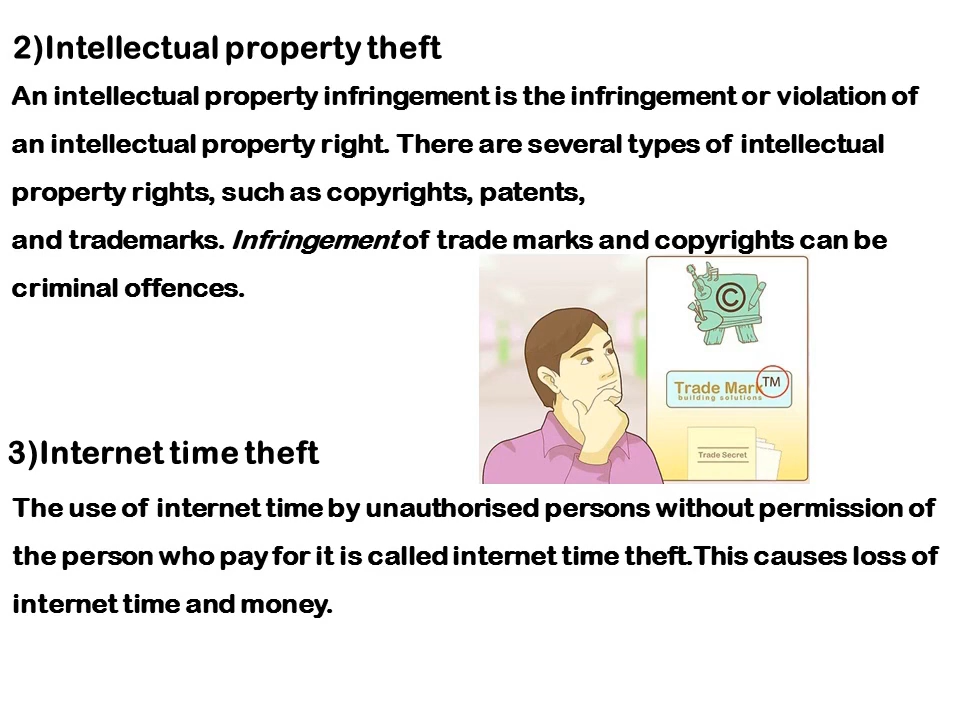 2)Intellectual property theft
An intellectual property infringement is the infringement or violation of
an intellectual property right. There are several types of intellectual
property rights, such as copyrights, patents,
and trademarks. Infringement of trade marks and copyrights can be
criminal offences.
©
Trade Mark TM
building solutions
Trade Secret
3)Internet time theft
The use of internet time by unauthorised persons without permission of
the person who pay for it is called internet time theft.This causes loss of
internet time and money.